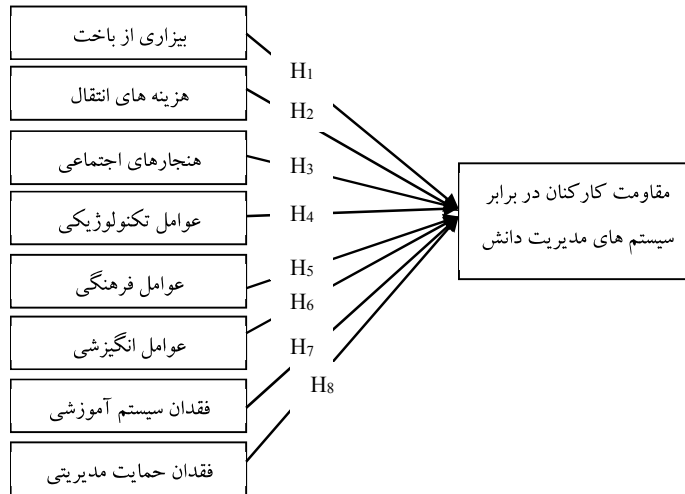 بیزاری از باخت
هزینه های انتقال
هنجارهای اجتماعی
عوامل تکنولوژیکی
عوامل فرهنگی
عوامل انگیزشی
فقدان سیستم آموزشی
فقدان حمایت مدیریتی
H1
H2
H3
H4
H5
H6
H7
H8
مقاومت کارکنان در برابر
سیستم های مدیریت دانش